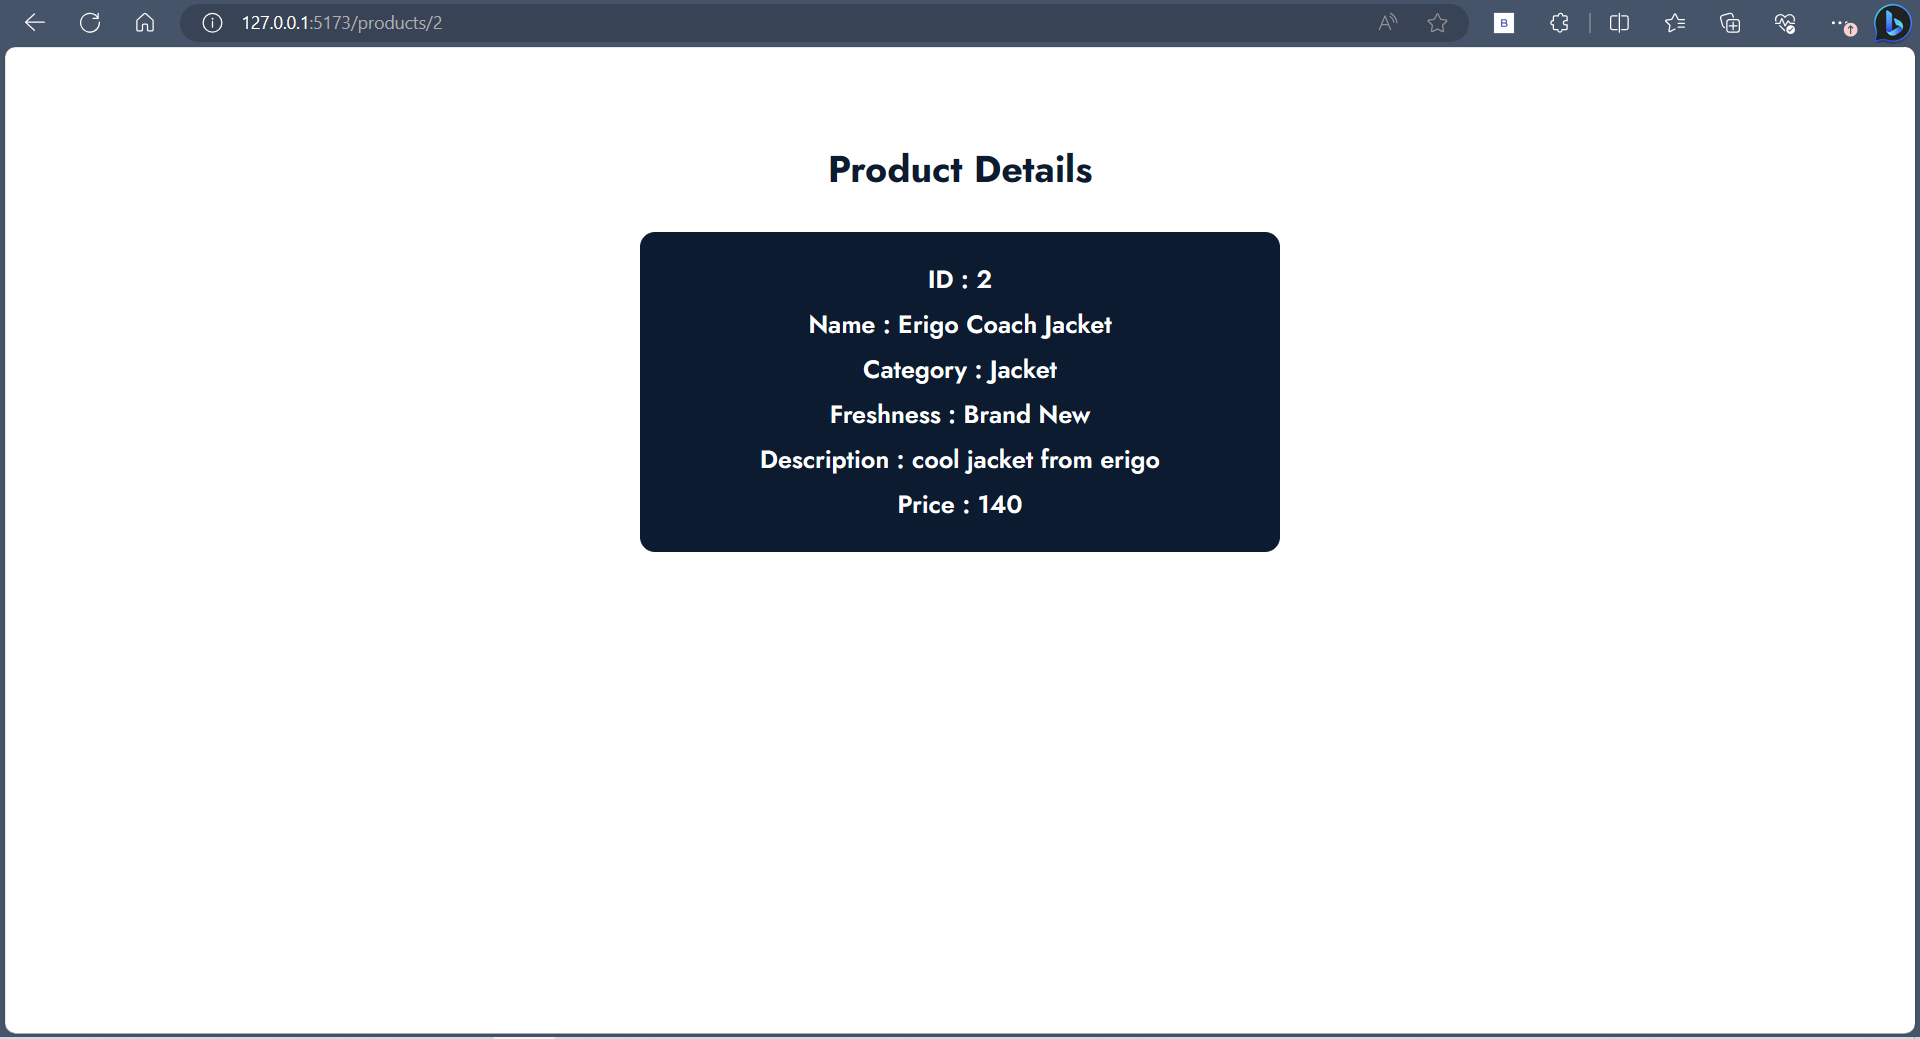 127.0.0.1:5173/products/2
B
Product Details
ID : 2
Name : Erigo Coach Jacket
Category : Jacket
Freshness : Brand New
Description : cool jacket from erigo
Price : 140